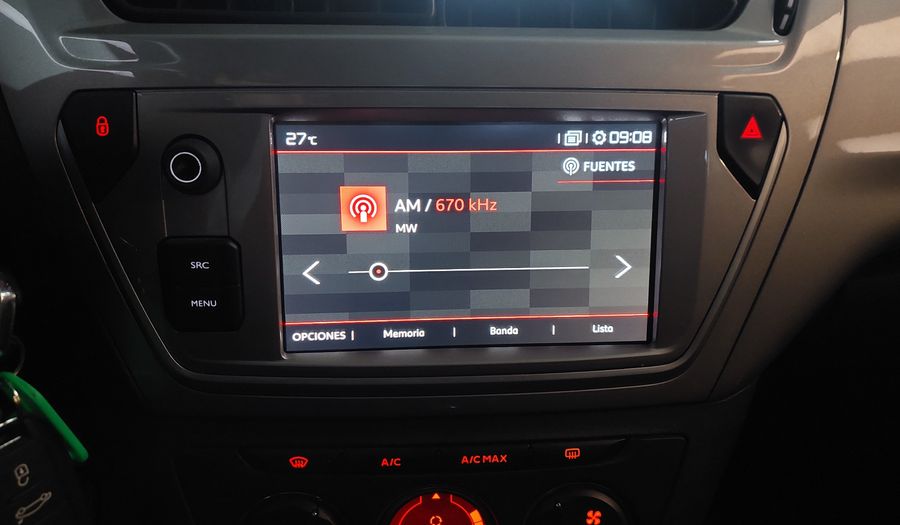 27°C
09:08
FUENTES
AM / 670 kHz
MW
SRC
MENU
OPCIONES
Memoria
Banda
Lista
A/C
A/C MAX